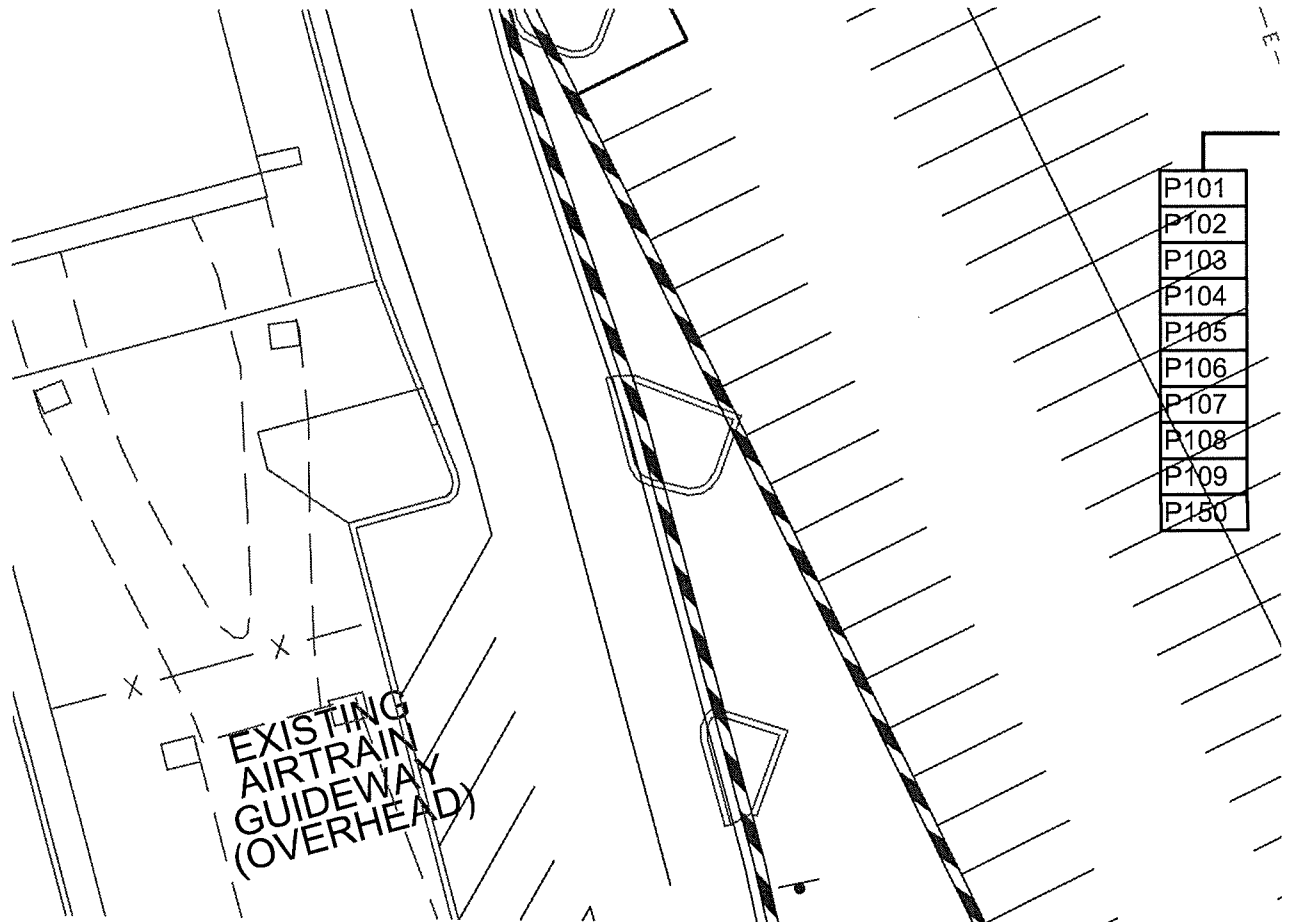 E
P101
P102
P103
P104
P105
P106
P107
P108
P109
P150
X
X
EXISTING
AIRTRAIN
GUIDEWAY
(OVERHEAD)